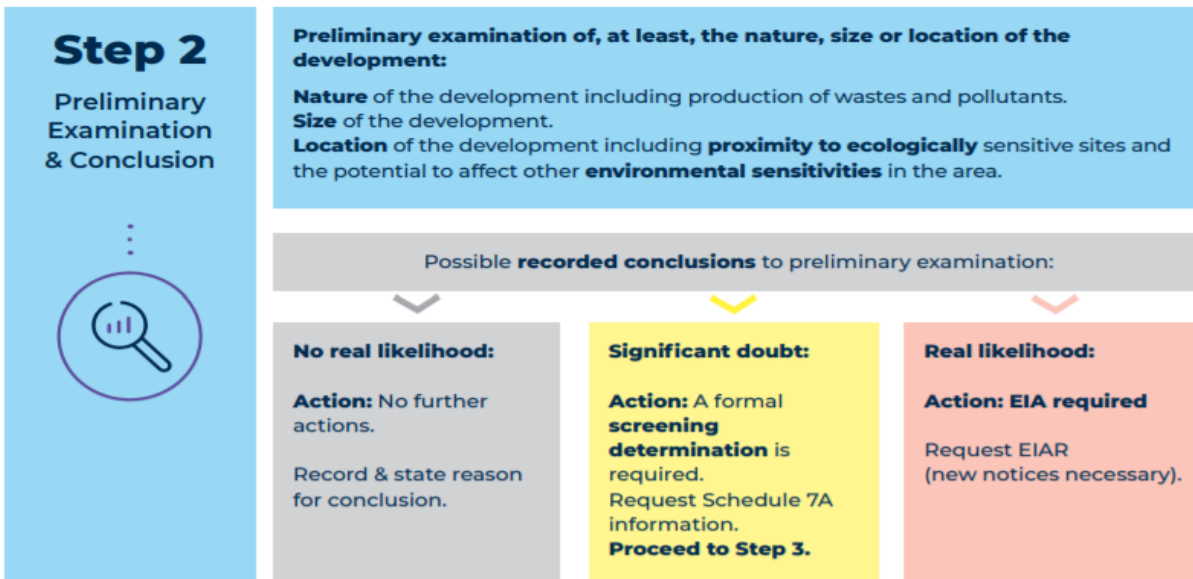 Step 2
Preliminary
Examination
& Conclusion
Preliminary examination of, at least, the nature, size or location of the
development:
Nature of the development including production of wastes and pollutants.
Size of the development.
Location of the development including proximity to ecologically sensitive sites and
the potential to affect other environmental sensitivities in the area.
Possible recorded conclusions to preliminary examination:
No real likelihood:
Action: No further
actions.
Record & state reason
for conclusion.
Significant doubt:
Action: A formal
screening
determination is
required.
Request Schedule 7A
information.
Proceed to Step 3.
Real likelihood:
Action: EIA required
Request EIAR
(new notices necessary).